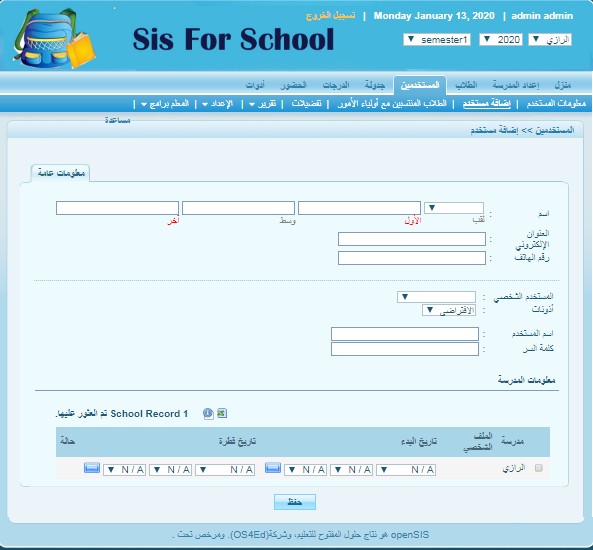 admin admin | Monday January 13, 2020 | تسجيل الخروج
Sis For School
الرازي 2020 semester1
منزل إعداد المدرسة الطلاب المستخدمين جدولة الدرجات الحضور أدوات
معلومات المستخدم | إضافة مستخدم | الطلاب المنتسبين مع أولياء الأمور | تفضيلات | تقرير | الإعداد | المعلم برامج |
مساعدة
المستخدمين >> إضافة مستخدم
معلومات عامة
اسم :
لقب الأول وسط آخر
العنوان
الإلكتروني :
رقم الهاتف :
المستخدم الشخصي :
أذونات : الافتراضي
اسم المستخدم :
كلمة السر :
معلومات المدرسة
School Record 1 تم العثور عليها.
مدرسة الملف الشخصي تاريخ البدء تاريخ قطرة حالة
الرازي N / A N / A N / A N / A N / A N / A
حفظ
openSIS هو نتاج حلول المفتوح للتعليم، وشركة(OS4Ed). ومرخص تحت .